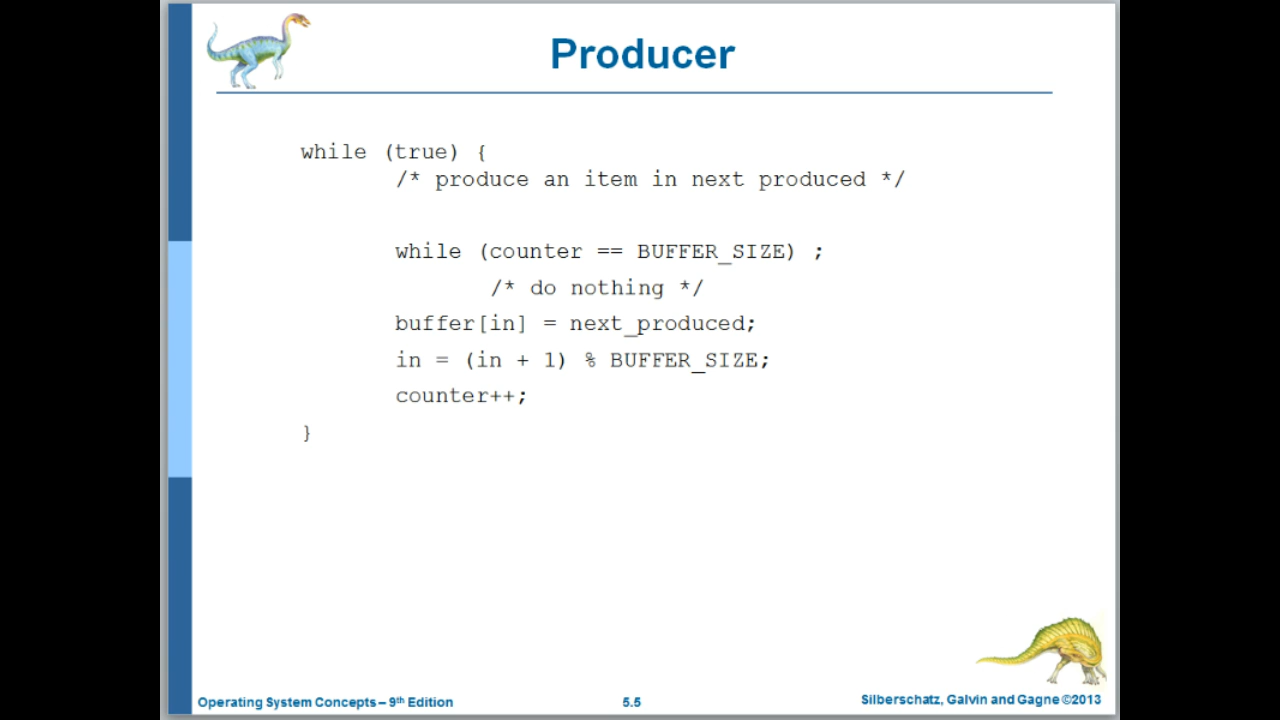 Producer
while (true) {
/* produce an item in next produced */
while (counter == BUFFER_SIZE) ;
/* do nothing */
buffer[in] = next_produced;
in = (in + 1) % BUFFER_SIZE;
counter++;
}
Operating System Concepts – 9th Edition
5.5
Silberschatz, Galvin and Gagne ©2013